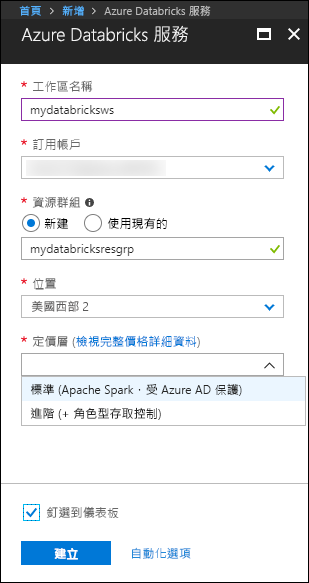 首頁 > 新增 > Azure Databricks 服務
Azure Databricks 服務
* 工作區名稱
mydatabricksws
* 訂用帳戶
* 資源群組
新建 使用現有的
mydatabricksresgrp
* 位置
美國西部 2
* 定價層 (檢視完整價格詳細資料)
標準 (Apache Spark，受 Azure AD 保護)
進階 (+ 角色型存取控制)
釘選到儀表板
建立 自動化選項